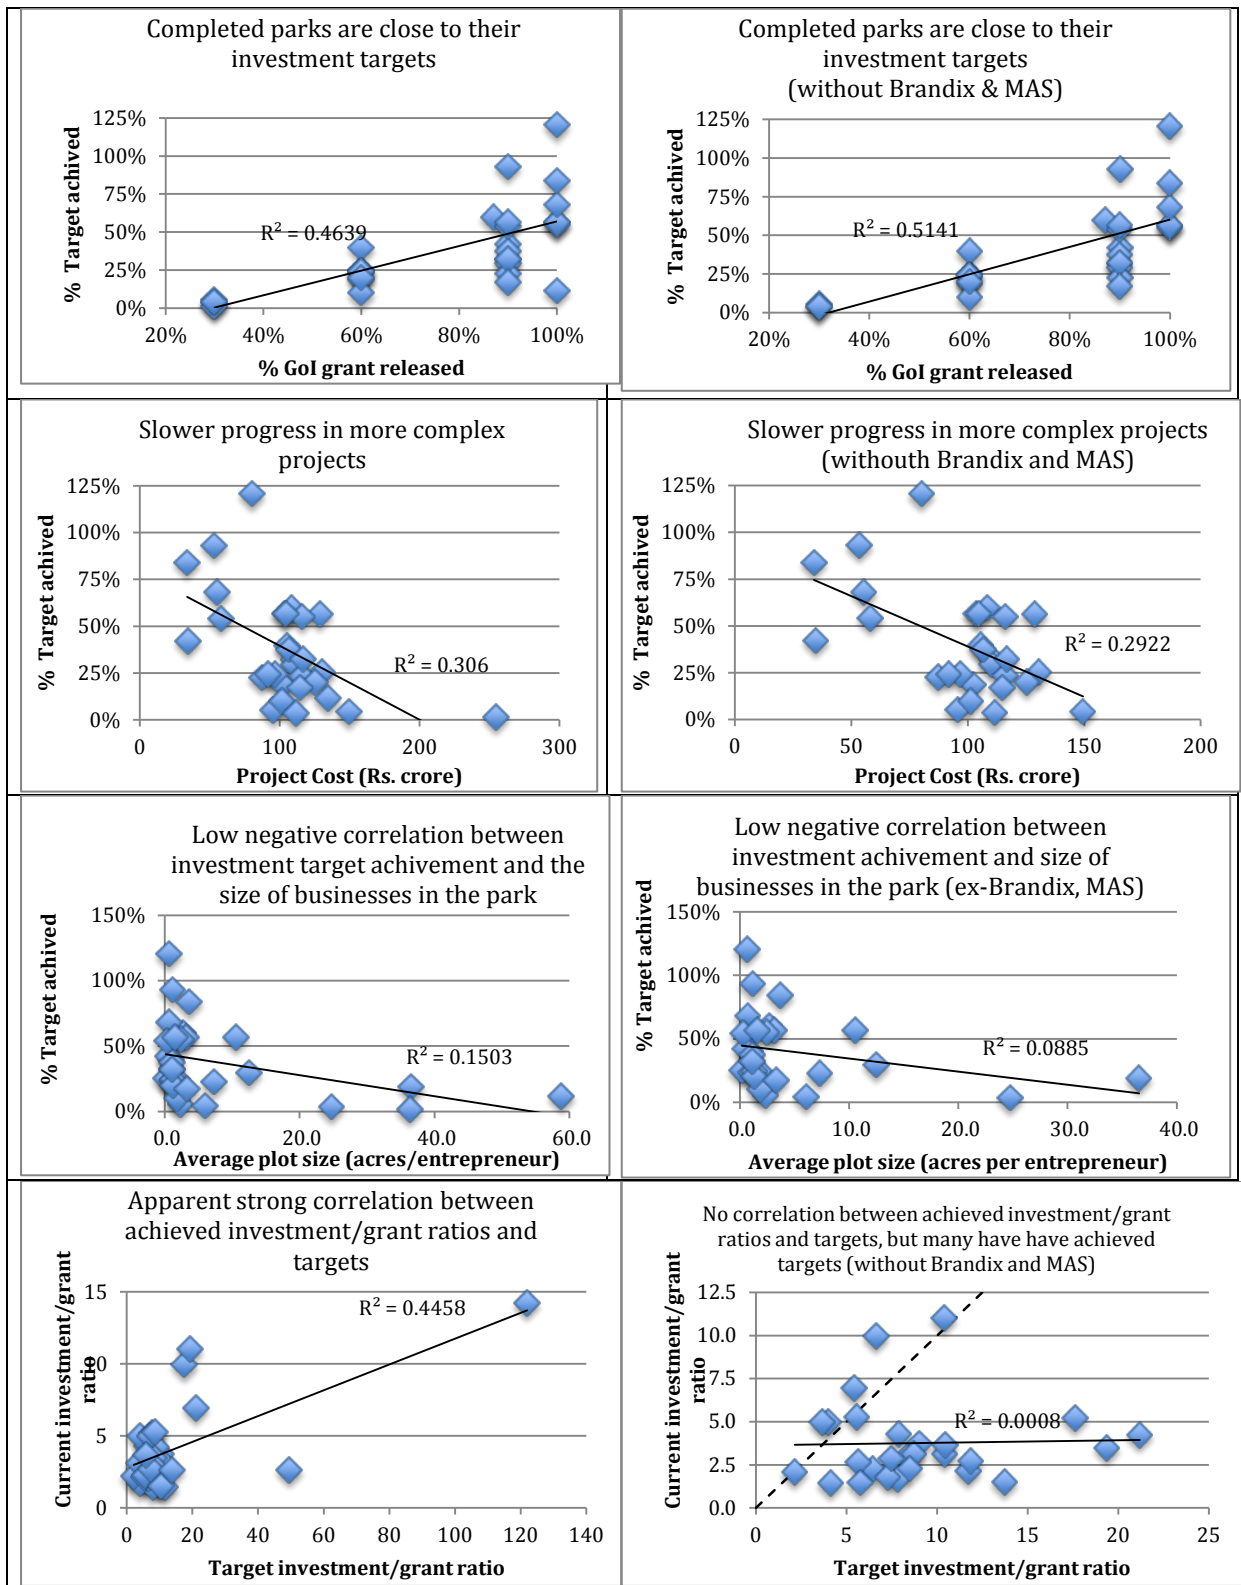 Completed parks are close to their
investment targets
125%
100%
75%
50%
25%
0%
% Target achived
R² = 0.4639
20% 40% 60% 80% 100%
% GoI grant released
Completed parks are close to their
investment targets
(without Brandix & MAS)
125%
100%
75%
50%
25%
0%
% Target achived
R² = 0.5141
20% 40% 60% 80% 100%
% GoI grant released
Slower progress in more complex
projects
125%
100%
75%
50%
25%
0%
% Target achived
R² = 0.306
0 100 200 300
Project Cost (Rs. crore)
Slower progress in more complex projects
(withouth Brandix and MAS)
125%
100%
75%
50%
25%
0%
% Target achived
R² = 0.2922
0 50 100 150 200
Project Cost (Rs. crore)
Low negative correlation between
investment target achivement and the
size of businesses in the park
150%
100%
50%
0%
% Target achived
R² = 0.1503
0.0 20.0 40.0 60.0
Average plot size (acres/entrepreneur)
Low negative correlation between
investment achivement and size of
businesses in the park (ex-Brandix, MAS)
150%
100%
50%
0%
% Target achived
R² = 0.0885
0.0 10.0 20.0 30.0 40.0
Average plot size (acres per entrepreneur)
Apparent strong correlation between
achieved investment/grant ratios and
targets
15
10
5
0
Current investment/grant
ratio
R² = 0.4458
0 20 40 60 80 100 120 140
Target investment/grant ratio
No correlation between achieved investment/grant
ratios and targets, but many have have achieved
targets (without Brandix and MAS)
12.5
10.0
7.5
5.0
2.5
0.0
Current investment/grant
ratio
R² = 0.0008
0 5 10 15 20 25
Target investment/grant ratio